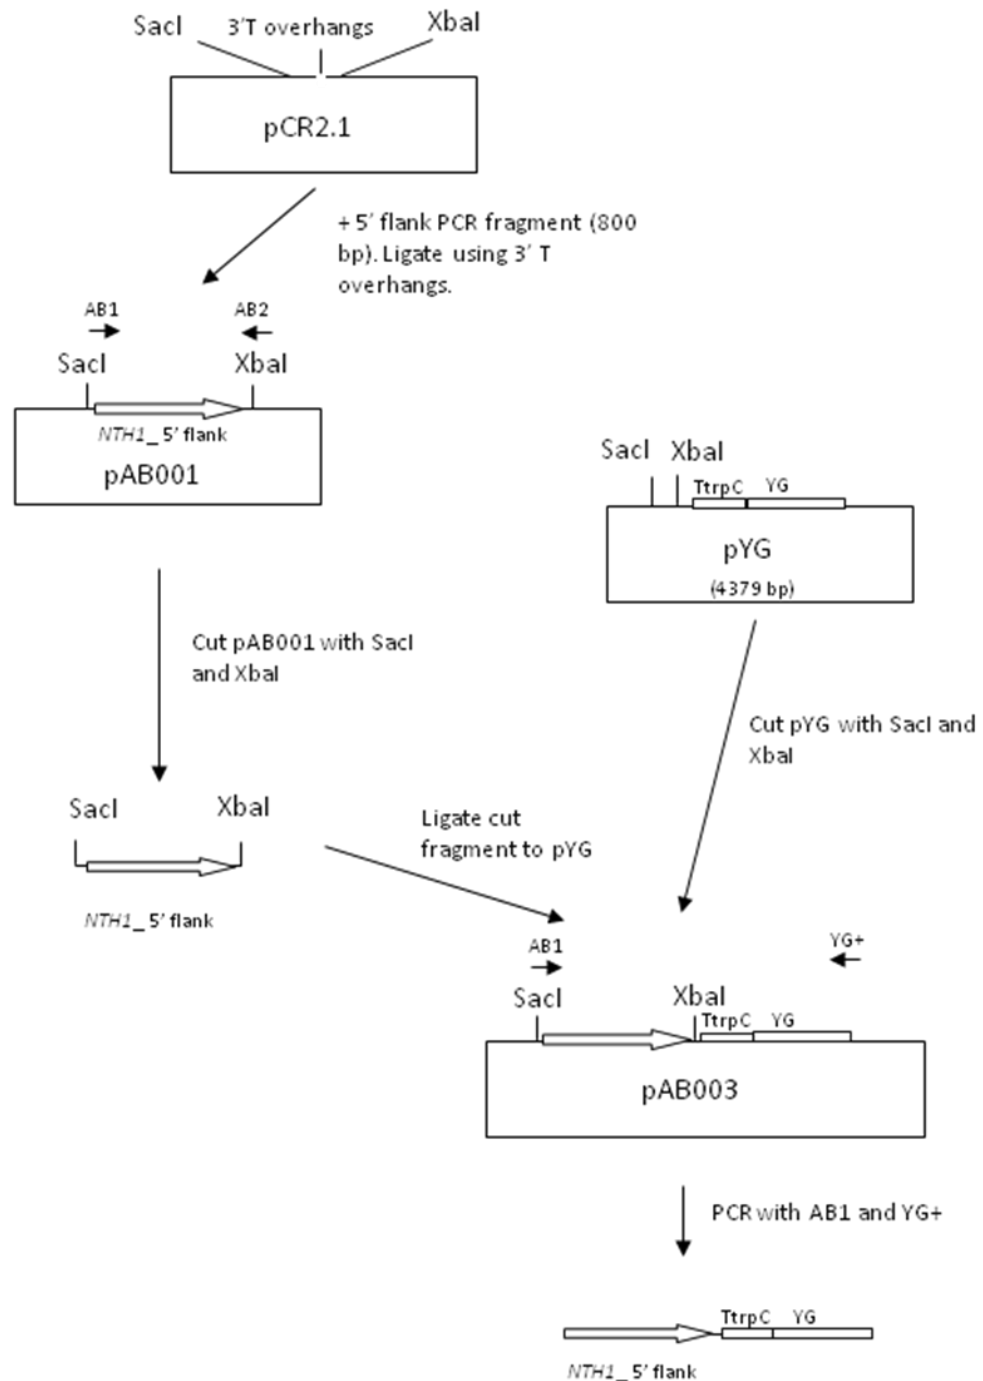 SacI 3'T overhangs XbaI
pCR2.1
+ 5' flank PCR fragment (800
bp). Ligate using 3' T
overhangs.
AB1 AB2
SacI XbaI
NTH1_ 5' flank
pAB001
SacI XbaI
TtrpC YG
pYG
(4379 bp)
Cut pAB001 with SacI
and XbaI
Cut pYG with SacI and
XbaI
SacI XbaI
NTH1_ 5' flank
Ligate cut
fragment to pYG
AB1 YG+
SacI XbaI
TtrpC YG
pAB003
PCR with AB1 and YG+
TtrpC YG
NTH1_ 5' flank